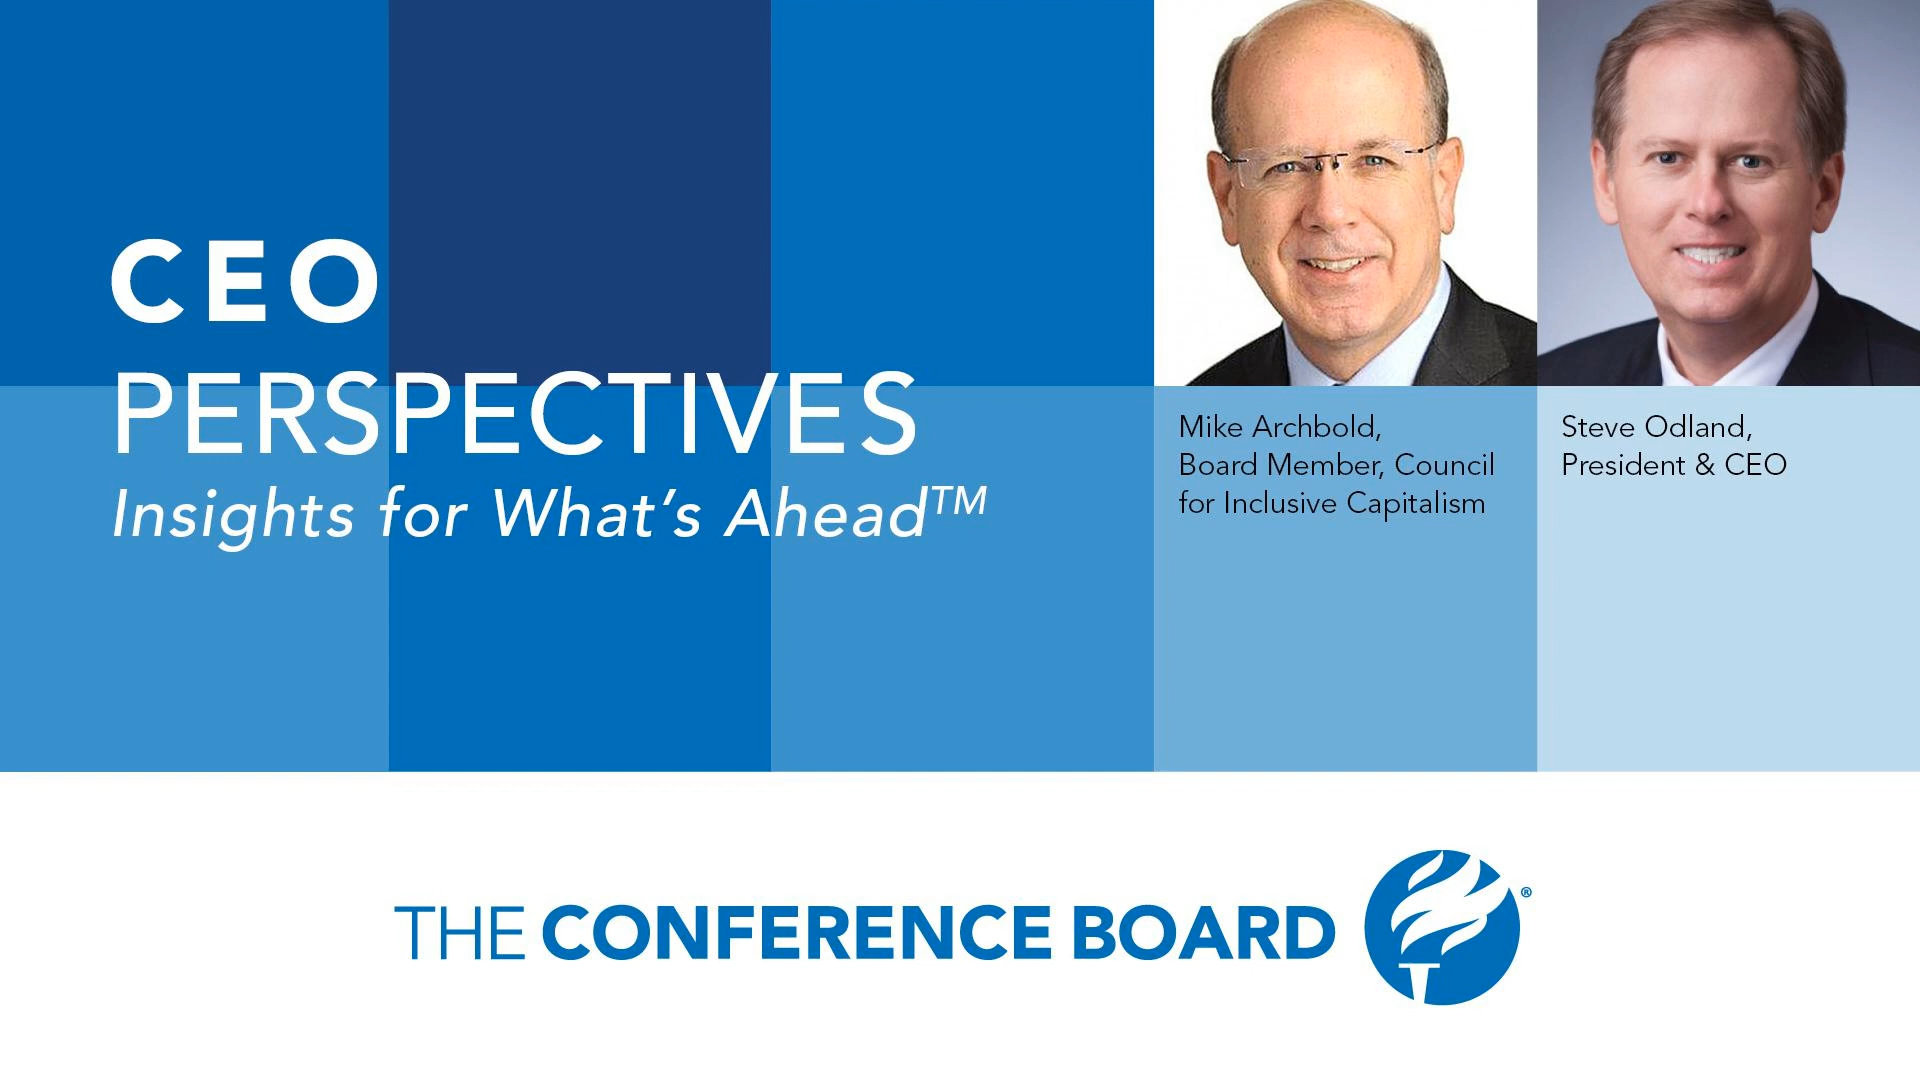 CEO
PERSPECTIVES
Insights for What's Ahead™
Mike Archbold,
Board Member, Council
for Inclusive Capitalism
Steve Odland,
President & CEO
THE CONFERENCE BOARD®